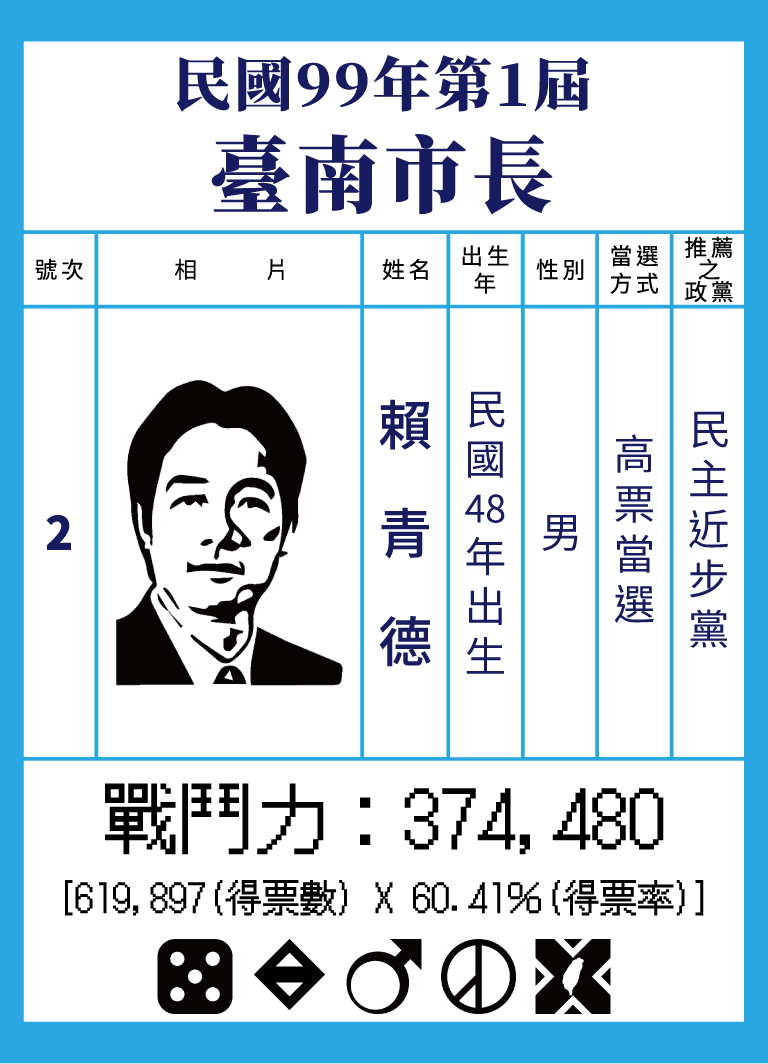 民國99年第1屆
臺南市長
號次
相片
姓名
出生年
性別
當選方式
推薦之政黨
2
賴青德
民國48年出生
男
高票當選
民主近步黨
戰鬥力：374,480
[619,897(得票數) X 60.41%(得票率)]